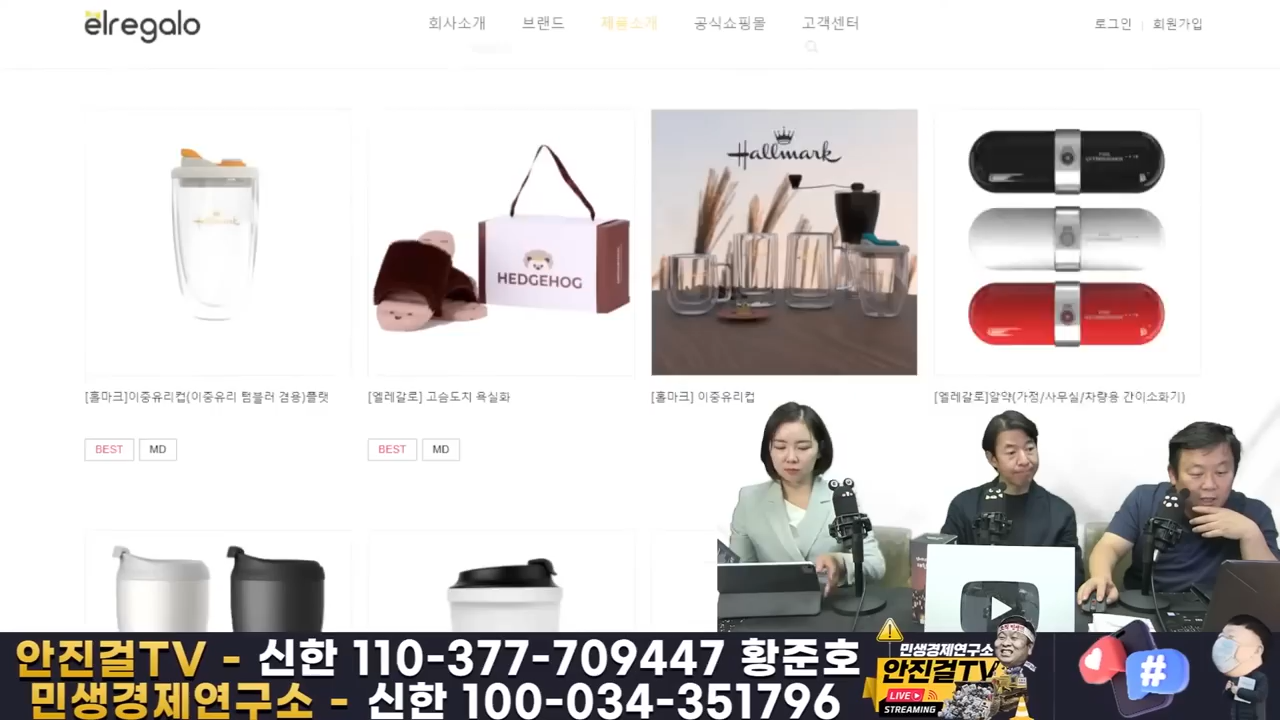 elregalo
회사소개 브랜드 제품소개 공식쇼핑몰 고객센터
로그인 | 회원가입
Hallmark
HEDGEHOG
Hallmark
[홀마크]이중유리컵(이중유리 텀블러 겸용)플랫
[엘레갈로] 고슴도치 욕실화
[홀마크] 이중유리컵
[엘레갈로]알약(가정/사무실/차량용 간이소화기)
BEST MD
BEST MD
안진걸TV - 신한 110-377-709447 황준호
민생경제연구소 - 신한 100-034-351796
민생경제연구소
안진걸TV
LIVE
STREAMING
#